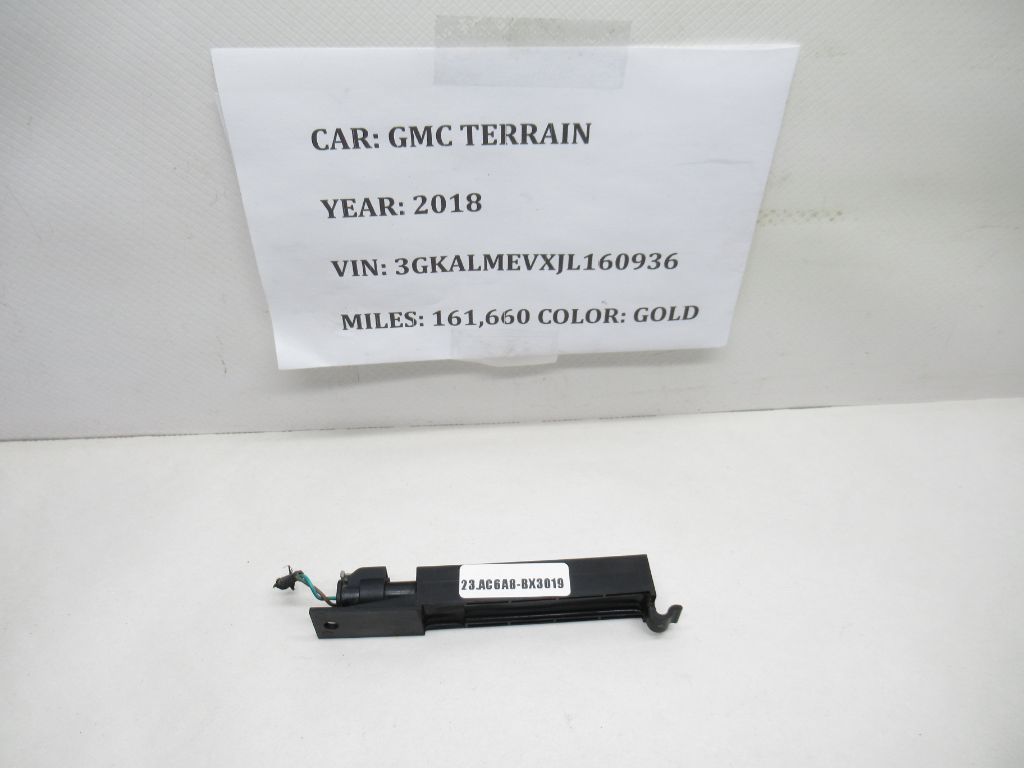 CAR: GMC TERRAIN
YEAR: 2018
VIN: 3GKALMEVXJL160936
MILES: 161,660 COLOR: GOLD
23.AC6A8-BX3019